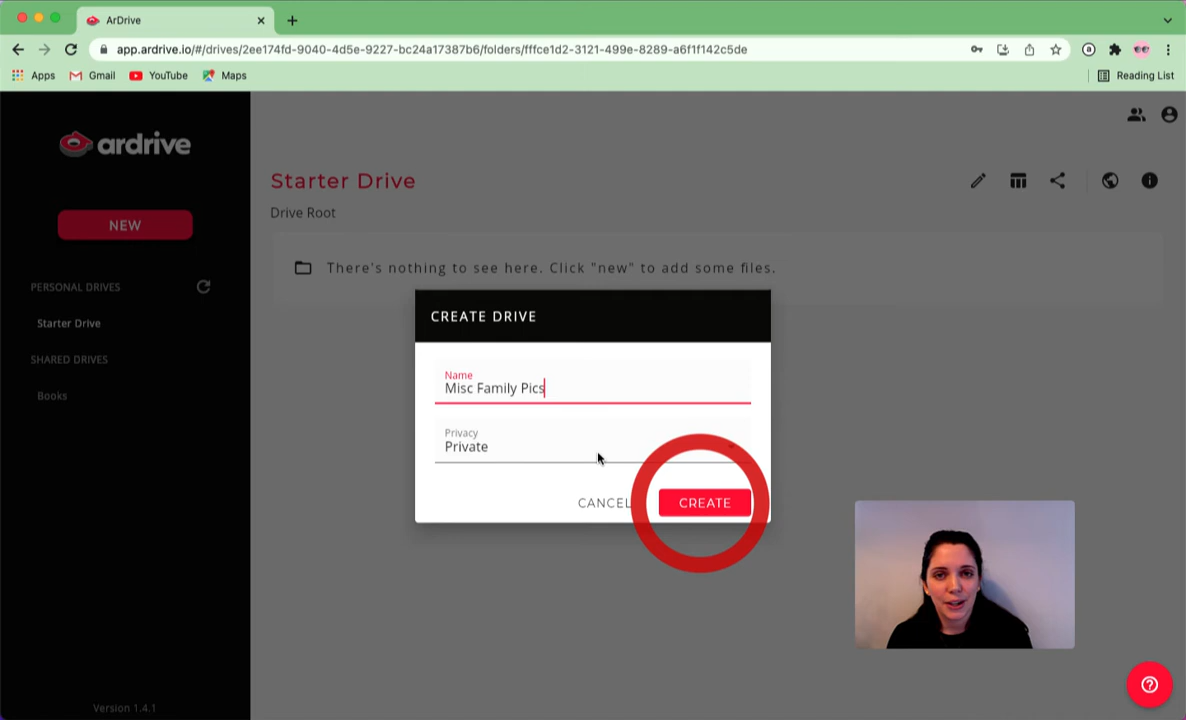 ArDrive
app.ardrive.io/#/drives/2ee174fd-9040-4d5e-9227-bc24a17387b6/folders/fffce1d2-3121-499e-8289-a6f1f142c5de
Apps Gmail YouTube Maps Reading List
ardrive
Starter Drive
Drive Root
NEW
There's nothing to see here. Click "new" to add some files.
PERSONAL DRIVES
Starter Drive
SHARED DRIVES
Books
CREATE DRIVE
Name
Misc Family Pics
Privacy
Private
CANCEL CREATE
Version 1.4.1